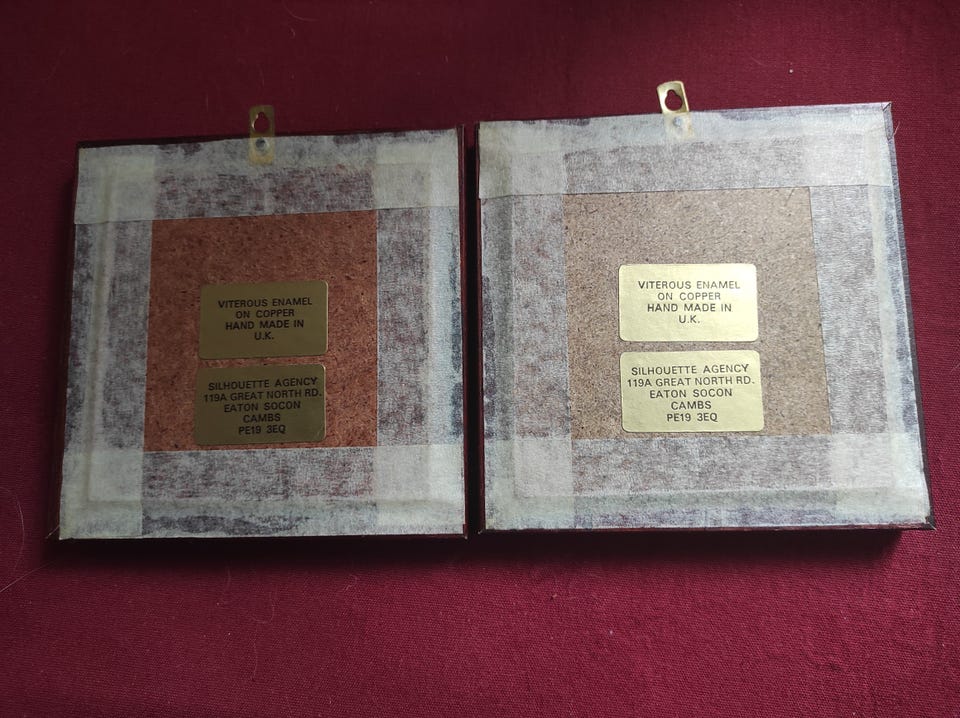 VITEROUS ENAMEL
ON COPPER
HAND MADE IN
U.K.
SILHOUETTE AGENCY
119A GREAT NORTH RD.
EATON SOCON
CAMBS
PE19 3EQ
VITEROUS ENAMEL
ON COPPER
HAND MADE IN
U.K.
SILHOUETTE AGENCY
119A GREAT NORTH RD.
EATON SOCON
CAMBS
PE19 3EQ